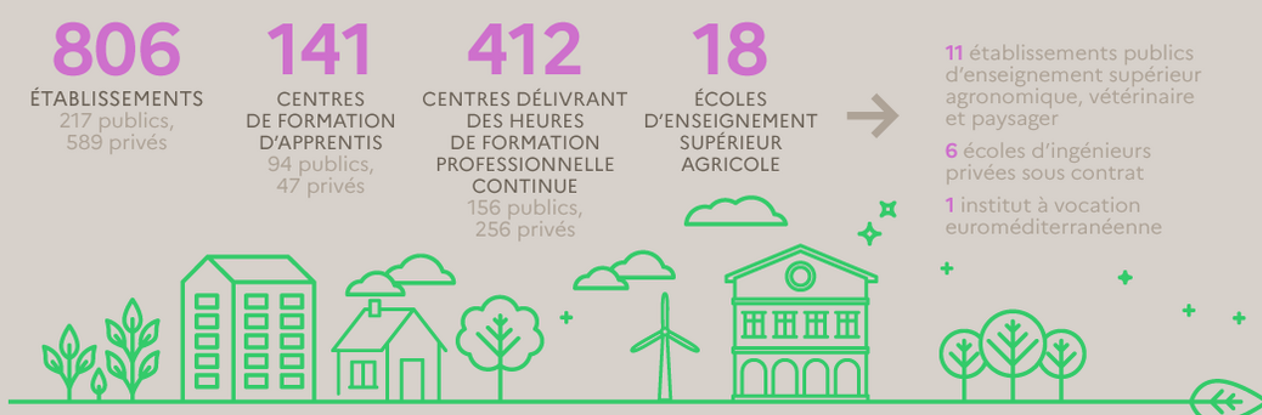 806
ÉTABLISSEMENTS
217 publics,
589 privés
141
CENTRES
DE FORMATION
D’APPRENTIS
94 publics,
47 privés
412
CENTRES DÉLIVRANT
DES HEURES
DE FORMATION
PROFESSIONNELLE
CONTINUE
156 publics,
256 privés
18
ÉCOLES
D’ENSEIGNEMENT
SUPÉRIEUR
AGRICOLE
11 établissements publics
d’enseignement supérieur
agronomique, vétérinaire
et paysager
6 écoles d’ingénieurs
privées sous contrat
1 institut à vocation
euroméditerranéenne